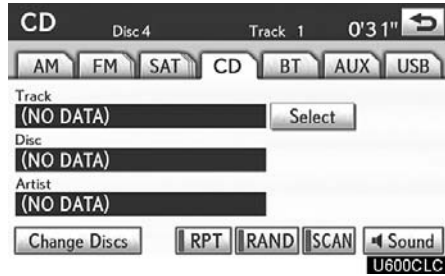 CD Disc 4 Track 1 0'31"
AM FM SAT CD BT AUX USB
Track
(NO DATA) Select
Disc
(NO DATA)
Artist
(NO DATA)
Change Discs RPT RAND SCAN Sound
U600CLC